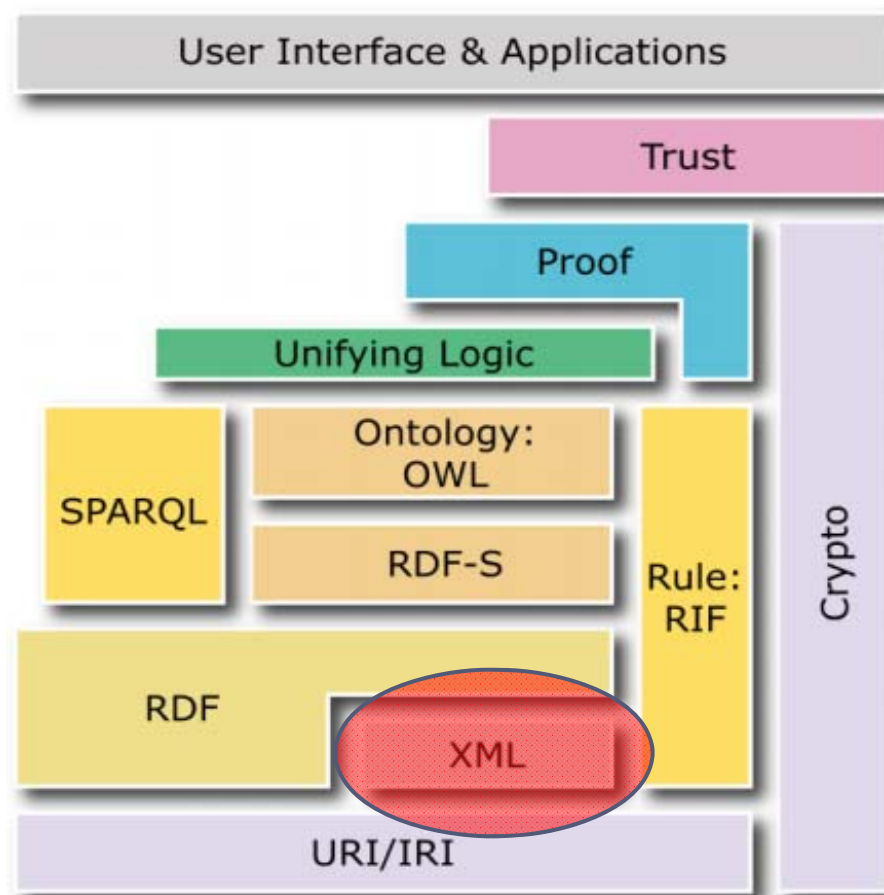 User Interface & Applications
Trust
Proof
Unifying Logic
Ontology:
OWL
SPARQL
RDF-S
Rule:
RIF
Crypto
RDF
XML
URI/IRI